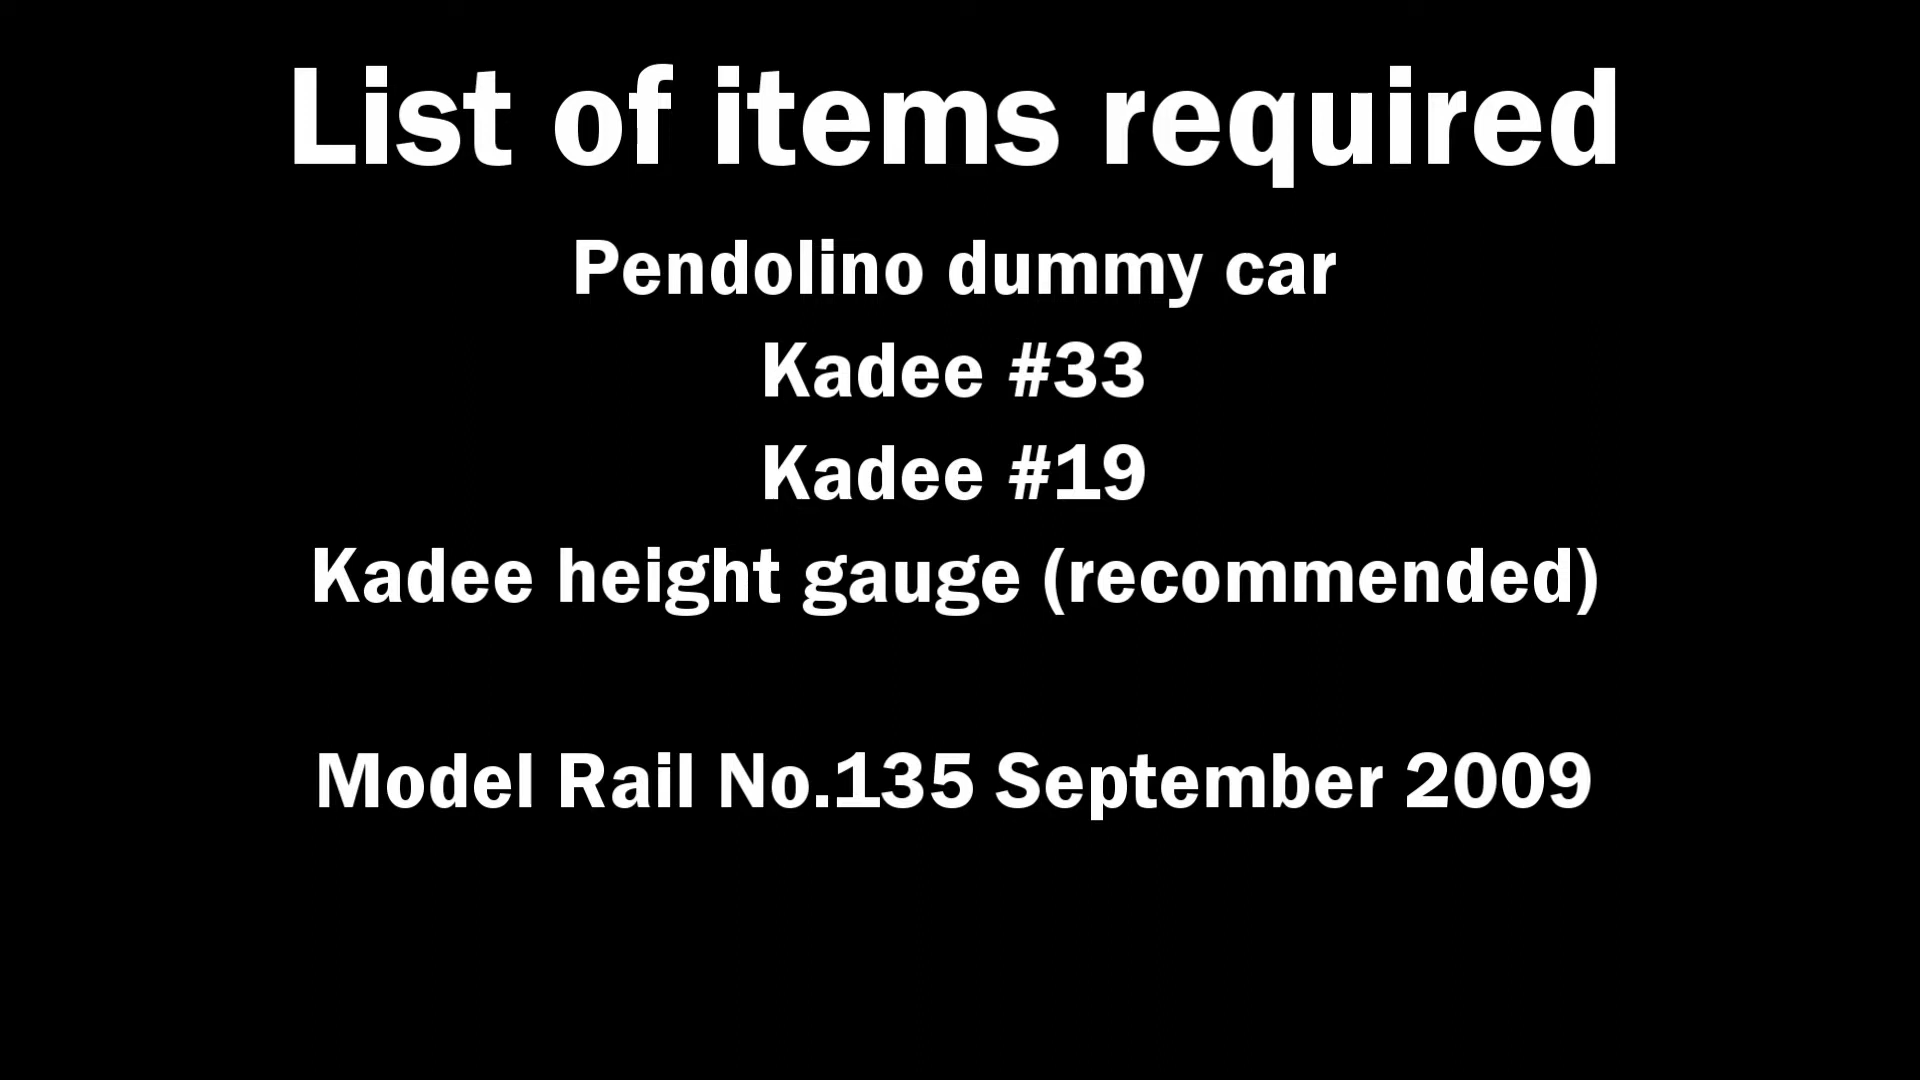 List of items required
Pendolino dummy car
Kadee #33
Kadee #19
Kadee height gauge (recommended)
Model Rail No.135 September 2009